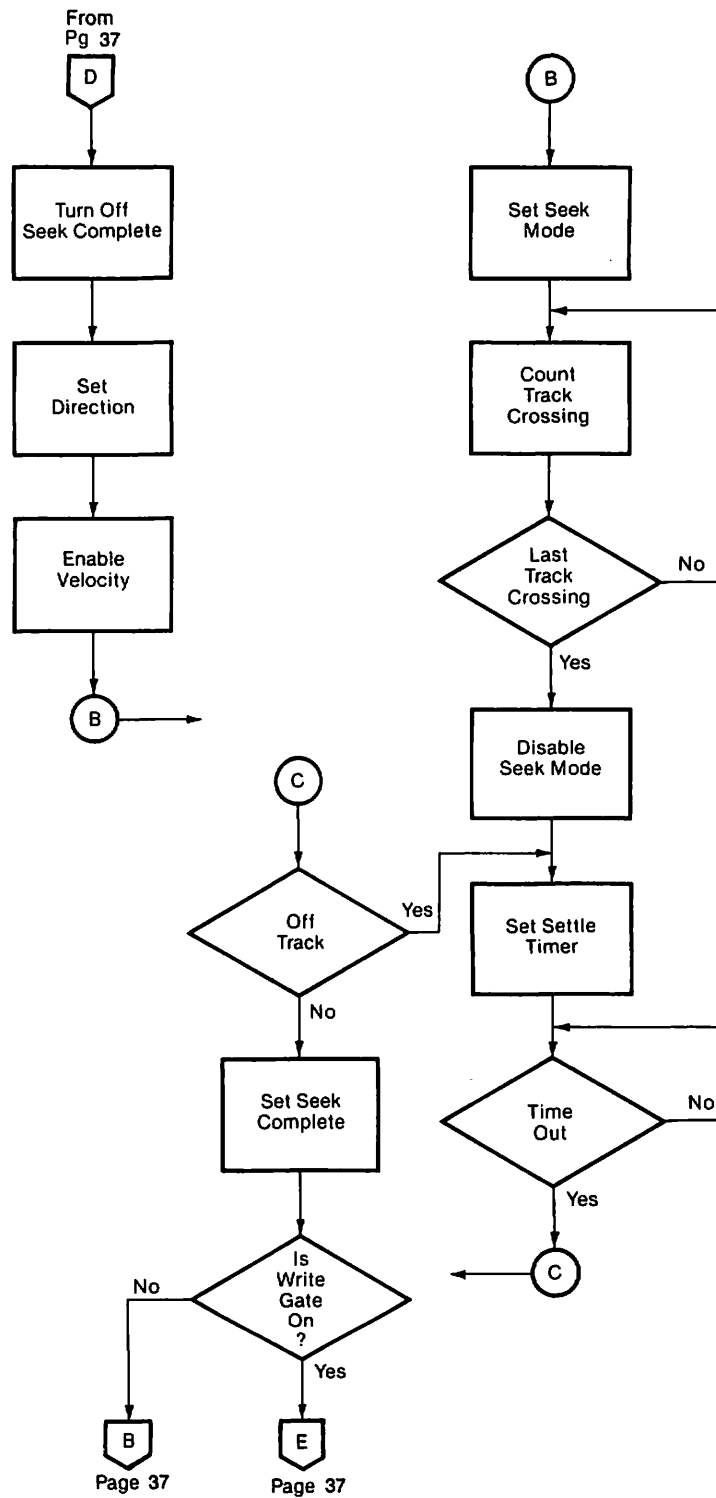 From
Pg 37
D
Turn Off
Seek Complete
Set
Direction
Enable
Velocity
B
B
Set Seek
Mode
Count
Track
Crossing
Last
Track
Crossing
No
Yes
Disable
Seek Mode
Set Settle
Timer
Time
Out
No
Yes
C
C
Off
Track
Yes
No
Set Seek
Complete
Is
Write
Gate
On
?
No
Yes
B
Page 37
E
Page 37